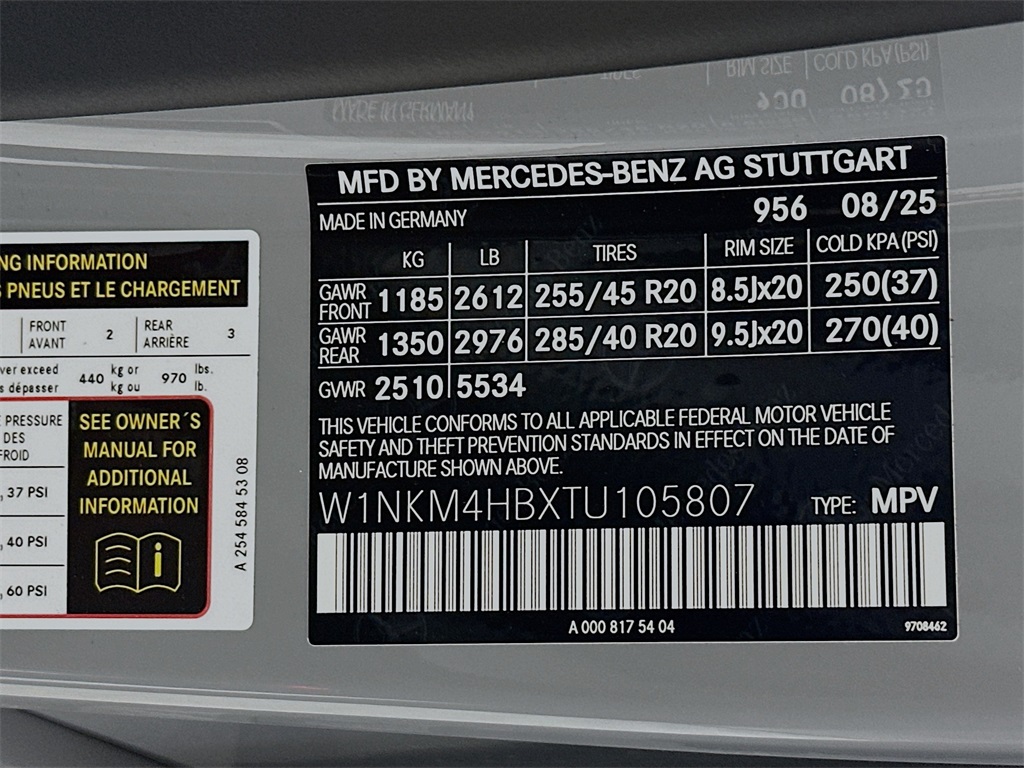 MFD BY MERCEDES-BENZ AG STUTTGART
MADE IN GERMANY 956 08/25
KG LB TIRES RIM SIZE COLD KPA (PSI)
GAWR FRONT 1185 2612 255/45 R20 8.5Jx20 250(37)
GAWR REAR 1350 2976 285/40 R20 9.5Jx20 270(40)
GVWR 2510 5534
THIS VEHICLE CONFORMS TO ALL APPLICABLE FEDERAL MOTOR VEHICLE
SAFETY AND THEFT PREVENTION STANDARDS IN EFFECT ON THE DATE OF
MANUFACTURE SHOWN ABOVE.
W1NKM4HBXTU105807 TYPE: MPV
A 000 817 54 04 9708462
NG INFORMATION
S PNEUS ET LE CHARGEMENT
FRONT AVANT 2 REAR ARRIÈRE 3
ver exceed 440 kg or 970 lbs.
s dépasser kg ou lb.
E PRESSURE
DES
FROID
, 37 PSI
, 40 PSI
, 60 PSI
SEE OWNER´S
MANUAL FOR
ADDITIONAL
INFORMATION
A 254 584 53 08